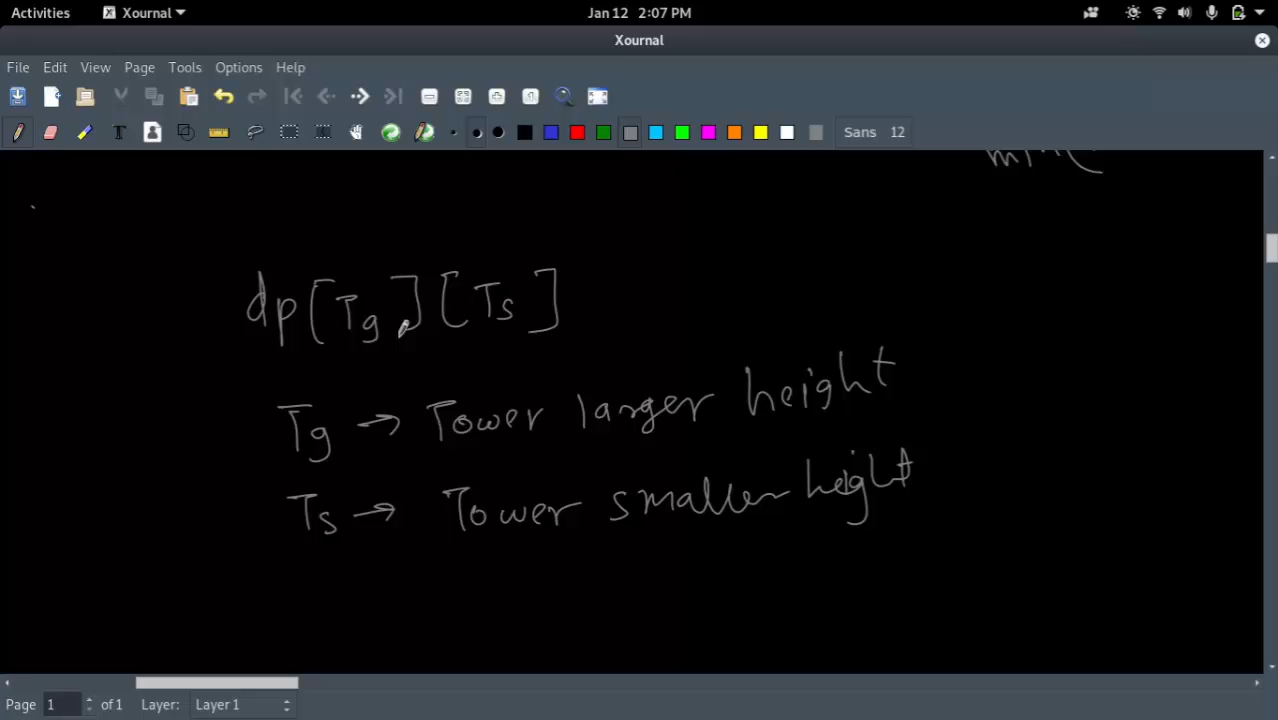 Activities Xournal Jan 12 2:07 PM
Xournal
File Edit View Page Tools Options Help
T Sans 12
dp[Tg][Ts]
Tg → Tower larger height
Ts → Tower smaller height
Page 1 of 1 Layer: Layer 1